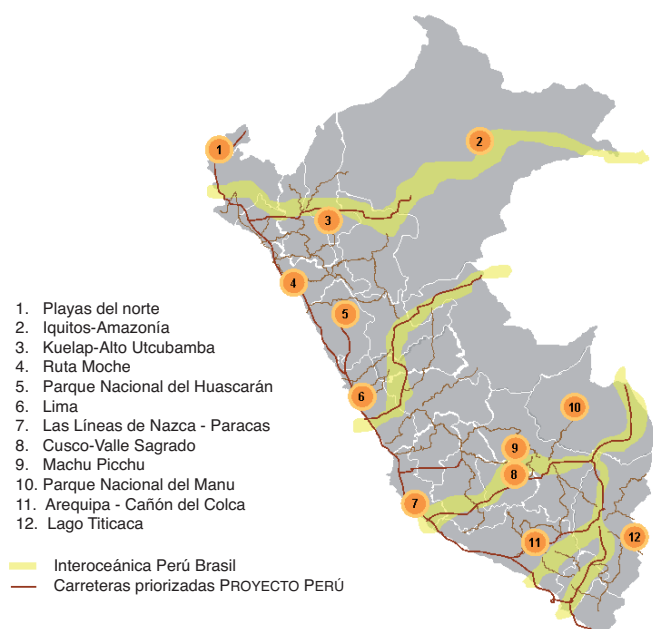 1
2
3
4
5
6
7
8
9
10
11
12
1. Playas del norte
2. Iquitos-Amazonía
3. Kuelap-Alto Utcubamba
4. Ruta Moche
5. Parque Nacional del Huascarán
6. Lima
7. Las Líneas de Nazca - Paracas
8. Cusco-Valle Sagrado
9. Machu Picchu
10. Parque Nacional del Manu
11. Arequipa - Cañón del Colca
12. Lago Titicaca
Interoceánica Perú Brasil
Carreteras priorizadas PROYECTO PERÚ